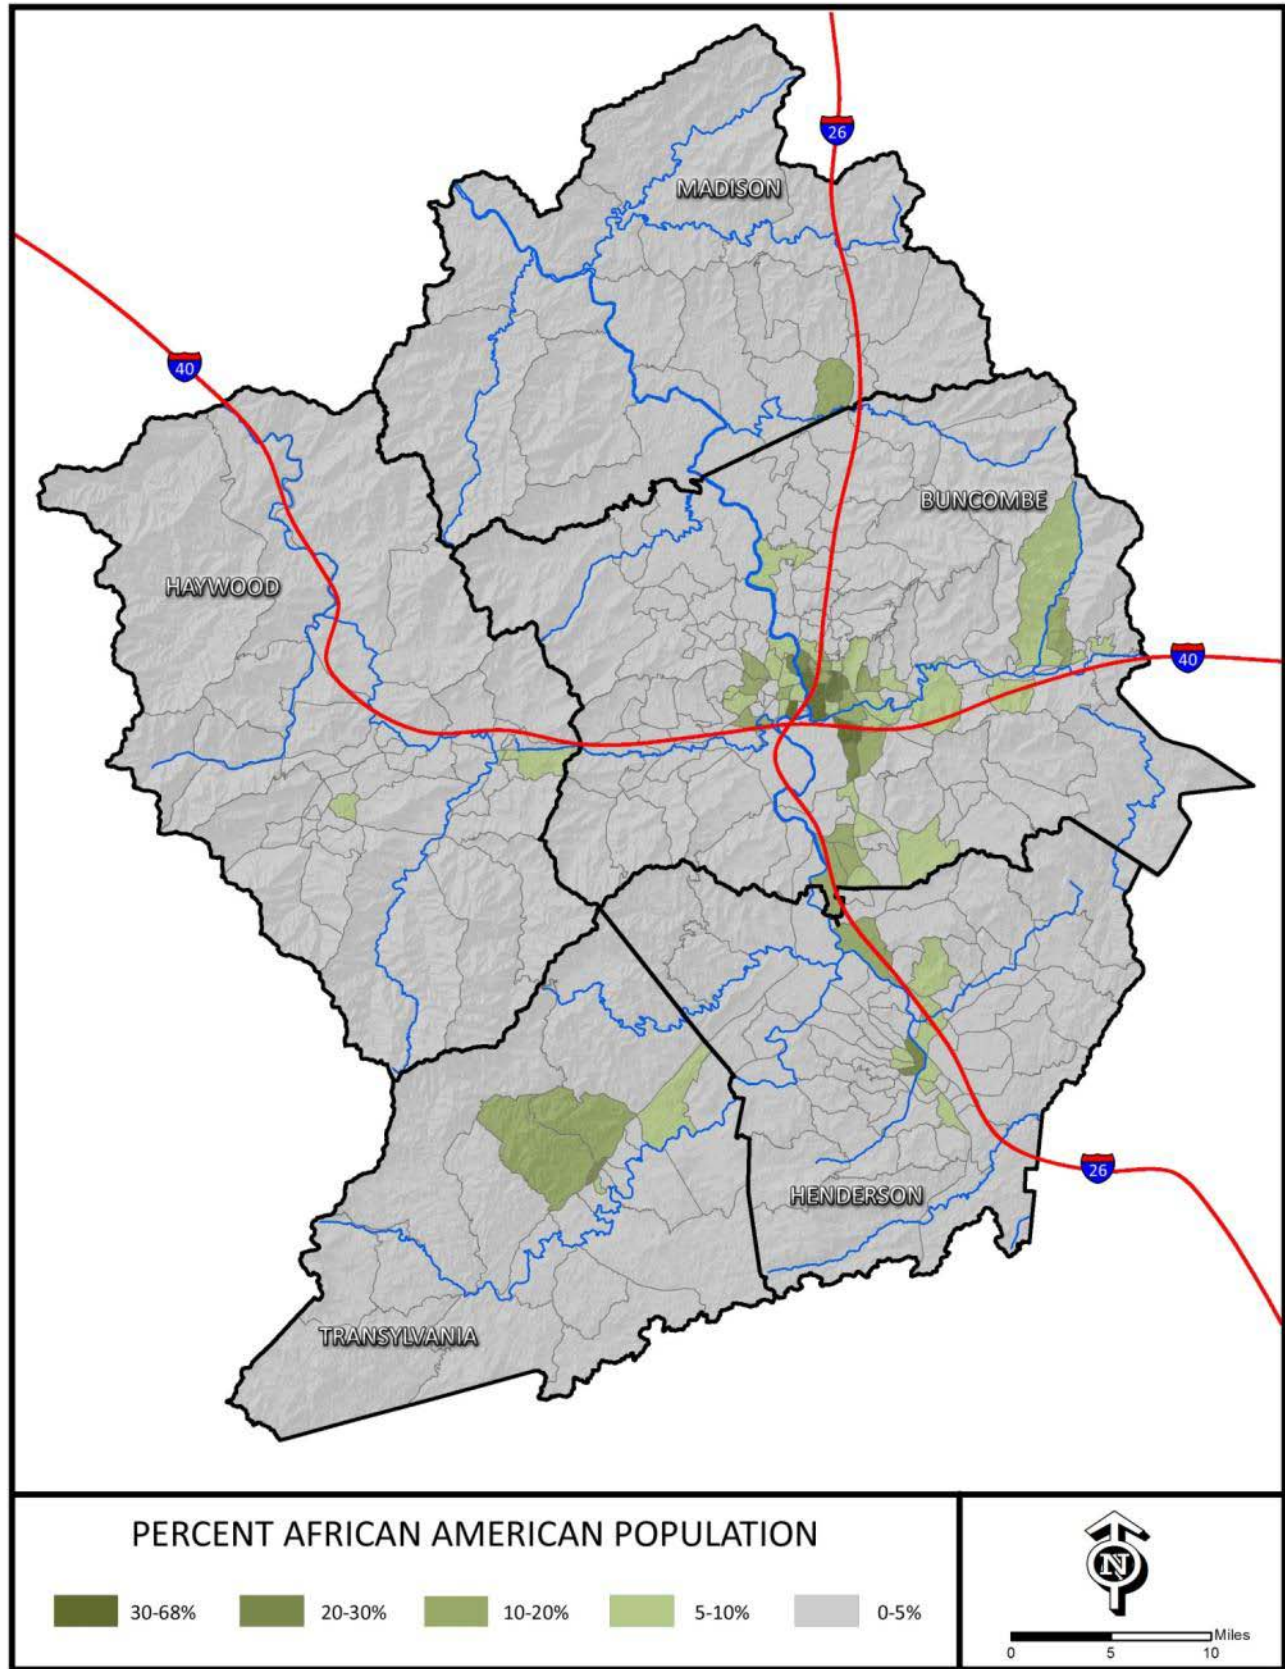 26
MADISON
40
BUNCOMBE
HAYWOOD
40
26
HENDERSON
TRANSYLVANIA
PERCENT AFRICAN AMERICAN POPULATION
30-68%
20-30%
10-20%
5-10%
0-5%
N
Miles
0 5 10